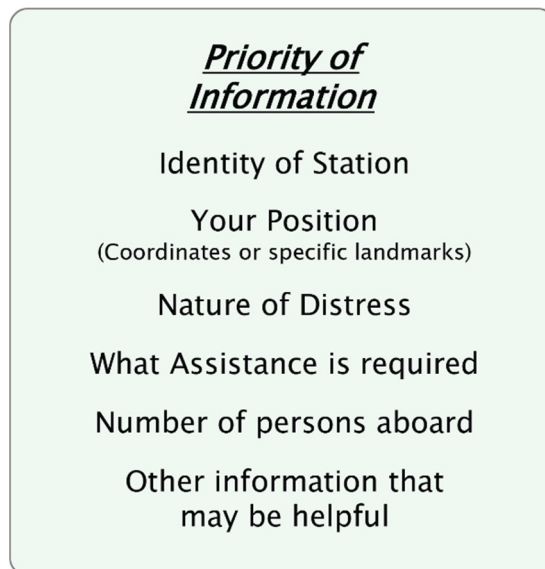 Priority of
Information
Identity of Station
Your Position
(Coordinates or specific landmarks)
Nature of Distress
What Assistance is required
Number of persons aboard
Other information that
may be helpful